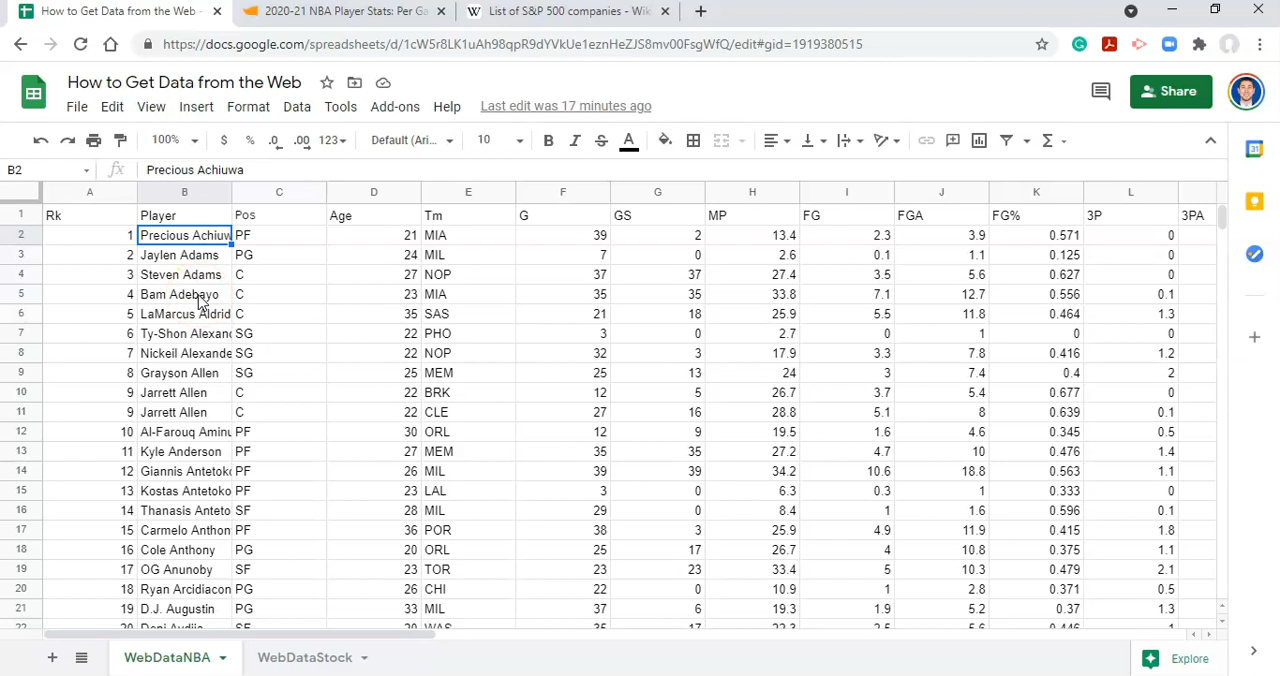 How to Get Data from the Web - 2020-21 NBA Player Stats: Per Ga List of S&P 500 companies - Wik
https://docs.google.com/spreadsheets/d/1cW5r8LK1uAh98qpR9dYVkUe1eznHeZJS8mv00FsgWfQ/edit#gid=1919380515
How to Get Data from the Web
File Edit View Insert Format Data Tools Add-ons Help Last edit was 17 minutes ago
Share
100% $ % .0 .00 123 Default (Ari... 10 B I S A
B2 fx Precious Achiuwa
A B C D E F G H I J K L
1 Rk Player Pos Age Tm G GS MP FG FGA FG% 3P 3PA
2 1 Precious Achiuw PF 21 MIA 39 2 13.4 2.3 3.9 0.571 0
3 2 Jaylen Adams PG 24 MIL 7 0 2.6 0.1 1.1 0.125 0
4 3 Steven Adams C 27 NOP 37 37 27.4 3.5 5.6 0.627 0
5 4 Bam Adebayo C 23 MIA 35 35 33.8 7.1 12.7 0.556 0.1
6 5 LaMarcus Aldrid C 35 SAS 21 18 25.9 5.5 11.8 0.464 1.3
7 6 Ty-Shon Alexand SG 22 PHO 3 0 2.7 0 1 0 0
8 7 Nickeil Alexande SG 22 NOP 32 3 17.9 3.3 7.8 0.416 1.2
9 8 Grayson Allen SG 25 MEM 25 13 24 3 7.4 0.4 2
10 9 Jarrett Allen C 22 BRK 12 5 26.7 3.7 5.4 0.677 0
11 9 Jarrett Allen C 22 CLE 27 16 28.8 5.1 8 0.639 0.1
12 10 Al-Farouq Aminu PF 30 ORL 12 9 19.5 1.6 4.6 0.345 0.5
13 11 Kyle Anderson PF 27 MEM 35 35 27.2 4.7 10 0.476 1.4
14 12 Giannis Antetoko PF 26 MIL 39 39 34.2 10.6 18.8 0.563 1.1
15 13 Kostas Antetoko PF 23 LAL 3 0 6.3 0.3 1 0.333 0
16 14 Thanasis Anteto SF 28 MIL 29 0 8.4 1 1.6 0.596 0.1
17 15 Carmelo Anthon PF 36 POR 38 3 25.9 4.9 11.9 0.415 1.8
18 16 Cole Anthony PG 20 ORL 25 17 26.7 4 10.8 0.375 1.1
19 17 OG Anunoby SF 23 TOR 23 23 33.4 5 10.3 0.479 2.1
20 18 Ryan Arcidiacon PG 26 CHI 22 0 10.9 1 2.8 0.371 0.5
21 19 D.J. Augustin PG 33 MIL 37 6 19.3 1.9 5.2 0.37 1.3
22 20 Deni Avdija SF 20 WAS 35 17 22.3 2.5 5.6 0.446 1
WebDataNBA WebDataStock Explore